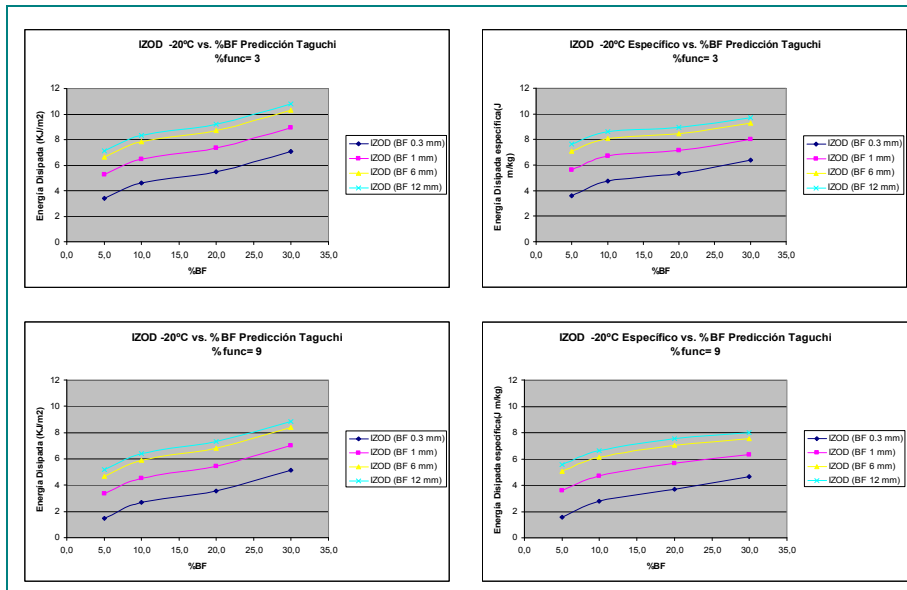 IZOD -20ºC vs. %BF Predicción Taguchi
%func= 3
Energía Disipada (KJ/m2)
12
10
8
6
4
2
0
0,0 5,0 10,0 15,0 20,0 25,0 30,0 35,0
%BF
IZOD (BF 0.3 mm)
IZOD (BF 1 mm)
IZOD (BF 6 mm)
IZOD (BF 12 mm)
IZOD -20ºC Específico vs. %BF Predicción Taguchi
%func= 3
Energía Disipada específica(J
m/kg)
12
10
8
6
4
2
0
0,0 5,0 10,0 15,0 20,0 25,0 30,0 35,0
%BF
IZOD (BF 0.3 mm)
IZOD (BF 1 mm)
IZOD (BF 6 mm)
IZOD (BF 12 mm)
IZOD -20ºC vs. %BF Predicción Taguchi
%func= 9
Energía Disipada (KJ/m2)
12
10
8
6
4
2
0
0,0 5,0 10,0 15,0 20,0 25,0 30,0 35,0
%BF
IZOD (BF 0.3 mm)
IZOD (BF 1 mm)
IZOD (BF 6 mm)
IZOD (BF 12 mm)
IZOD -20ºC Específico vs. %BF Predicción Taguchi
%func= 9
Energía Disipada específica(J m/kg)
12
10
8
6
4
2
0
0,0 5,0 10,0 15,0 20,0 25,0 30,0 35,0
%BF
IZOD (BF 0.3 mm)
IZOD (BF 1 mm)
IZOD (BF 6 mm)
IZOD (BF 12 mm)